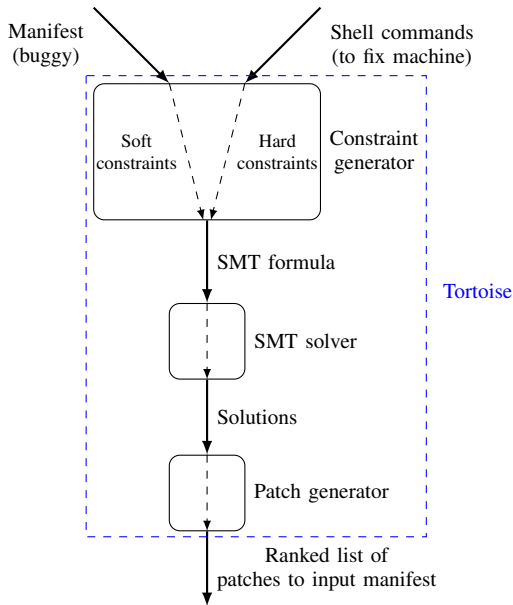 Manifest
(buggy)
Shell commands
(to fix machine)
Soft
constraints
Hard
constraints
Constraint
generator
SMT formula
Tortoise
SMT solver
Solutions
Patch generator
Ranked list of
patches to input manifest